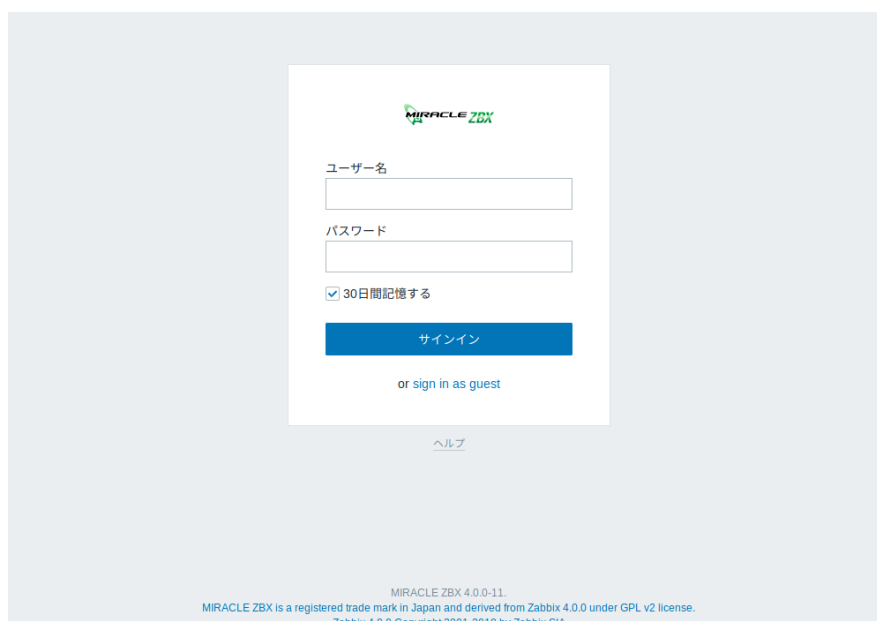 MIRACLE ZBX
ユーザー名
パスワード
30日間記憶する
サインイン
or sign in as guest
ヘルプ
MIRACLE ZBX 4.0.0-11.
MIRACLE ZBX is a registered trade mark in Japan and derived from Zabbix 4.0.0 under GPL v2 license.